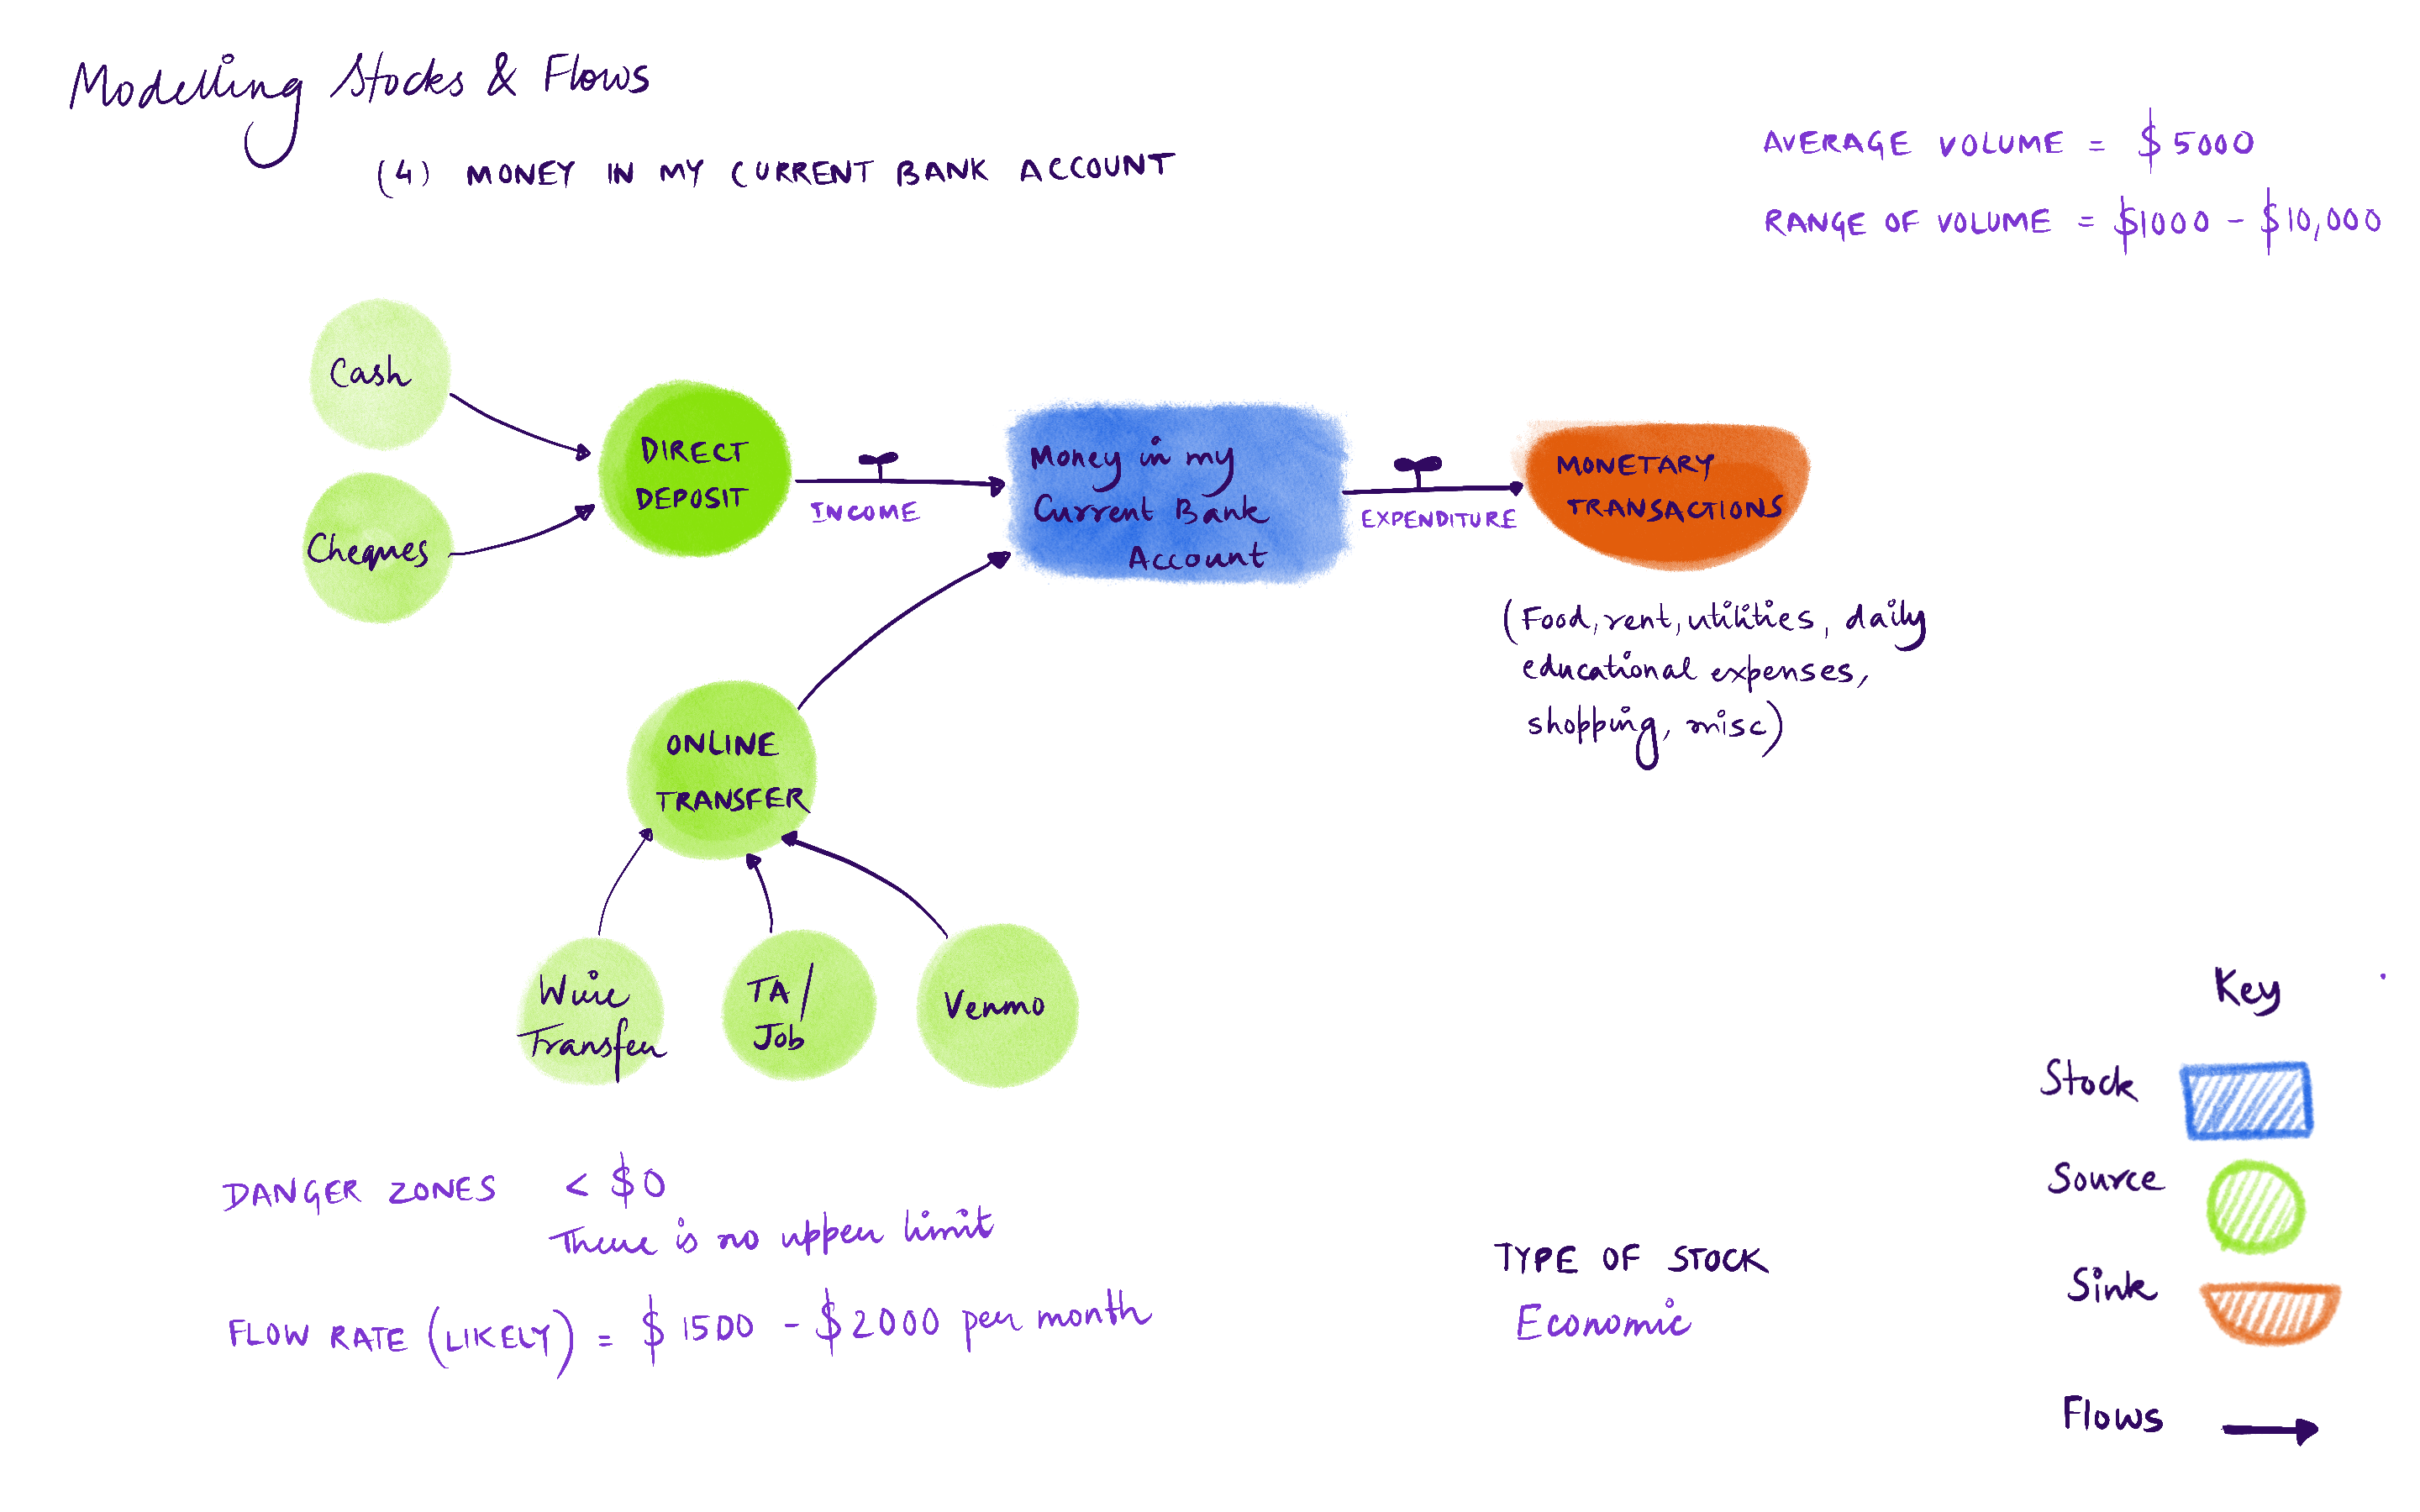 Modelling Stocks & Flows
(4) MONEY IN MY CURRENT BANK ACCOUNT
AVERAGE VOLUME = $5000
RANGE OF VOLUME = $1000 - $10,000
Cash
Cheques
DIRECT
DEPOSIT
INCOME
Money in my
Current Bank
Account
EXPENDITURE
MONETARY
TRANSACTIONS
(Food, rent, utilities, daily
educational expenses,
shopping, misc)
ONLINE
TRANSFER
Wire
Transfer
TA/
Job
Venmo
DANGER ZONES < $0
There is no upper limit
FLOW RATE (LIKELY) = $1500 - $2000 per month
TYPE OF STOCK
Economic
Key
Stock
Source
Sink
Flows